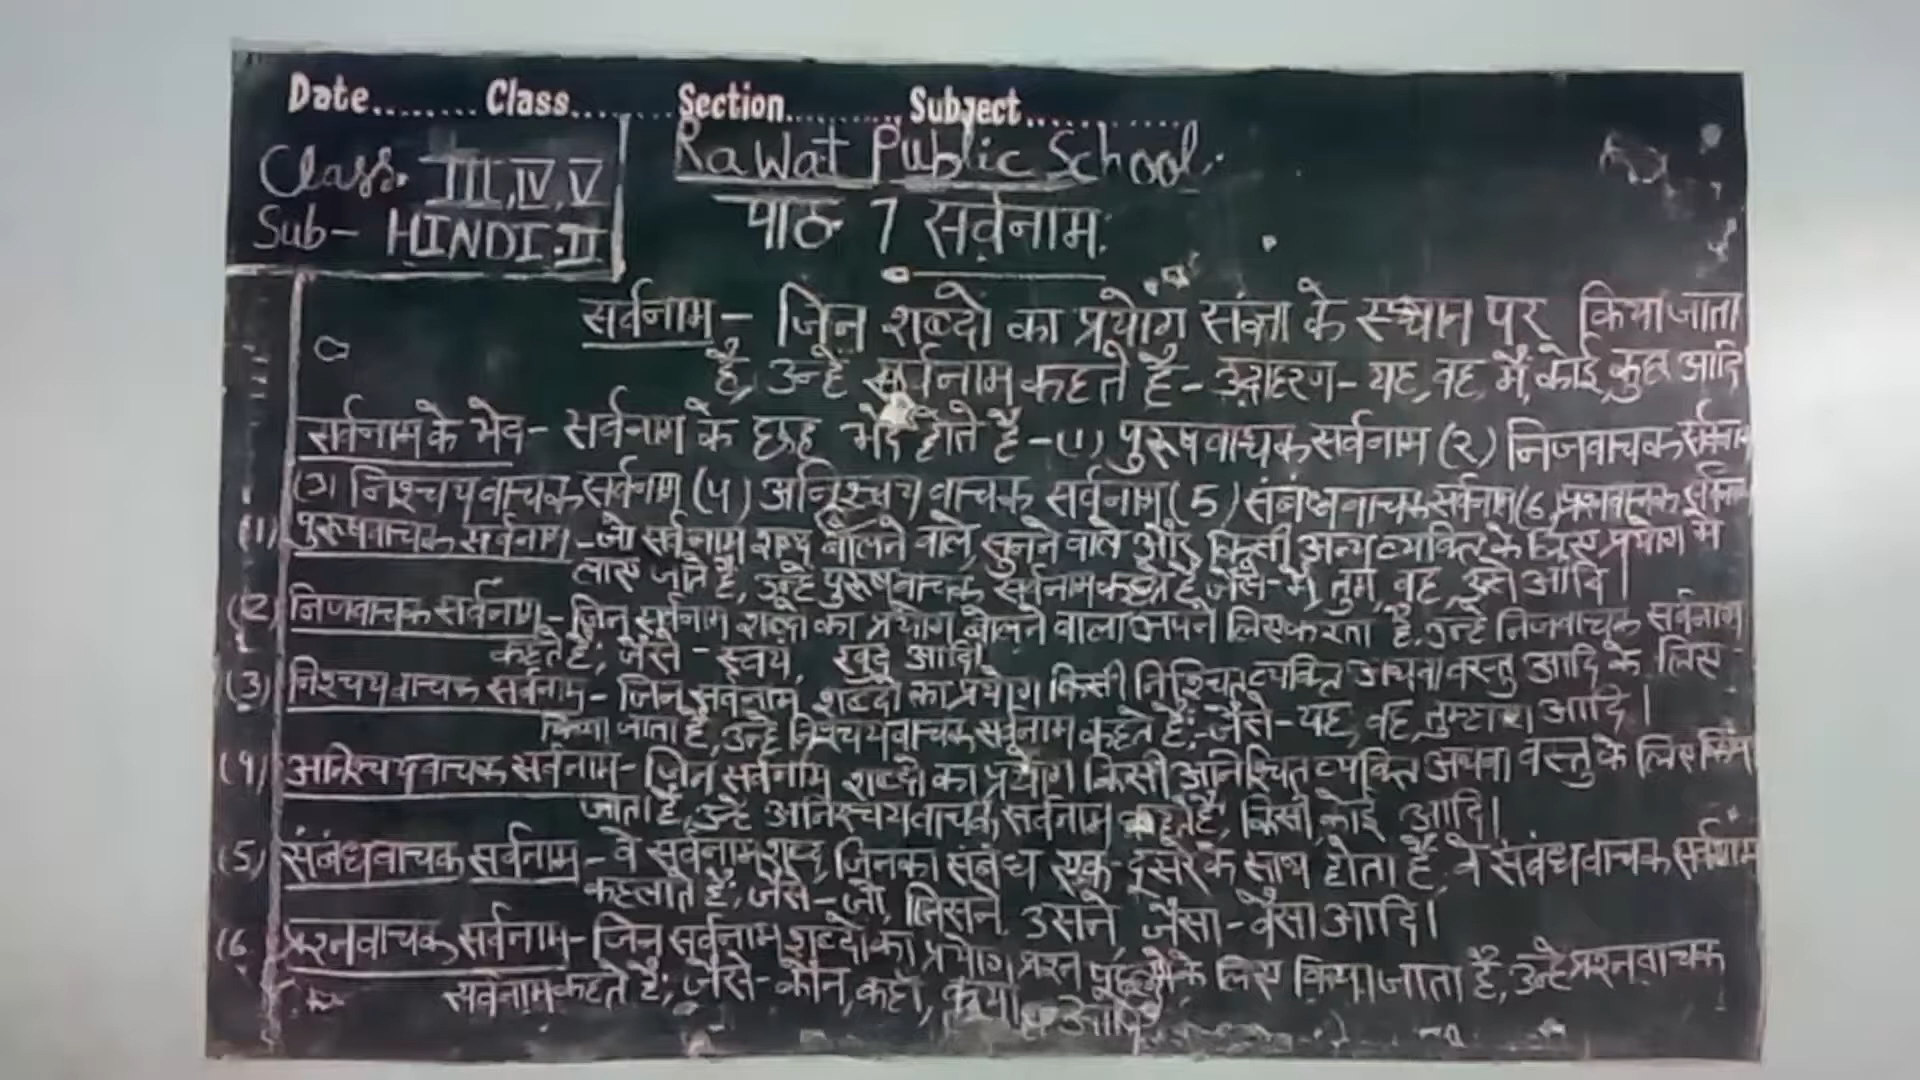 Date........ Class........ Section.......... Subject............
Class. III, IV, V
Sub- HINDI-II
Rawat Public School.
पाठ 7 सर्वनाम
सर्वनाम - जिन शब्दों का प्रयोग संज्ञा के स्थान पर किया जाता
है, उन्हे सर्वनाम कहते है- उदाहरण- यह, वह, मैं, कोई, कुछ आदि
सर्वनाम के भेद- सर्वनाम के छह भेद होते है-(1) पुरूषवाचक सर्वनाम (२) निजवाचक सर्वनाम
(3) निश्चयवाचक सर्वनाम (4) अनिश्चयवाचक सर्वनाम (5) संबंधवाचक सर्वनाम (6) प्रश्नवाचक सर्वनाम
(1) पुरूषवाचक सर्वनाम - जो सर्वनाम शब्द बोलने वाले, सुनने वाले और किसी अन्य व्यक्ति के लिए प्रयोग मे
लाए जाते है, उन्हे पुरूषवाचक सर्वनाम कहते है, जैसे- मै, तुम, वह, उन्हे आदि।
(2) निजवाचक सर्वनाम - जिन सर्वनाम शब्दों का प्रयोग बोलने वाला अपने लिए करता है, उन्हे निजवाचक सर्वनाम
कहते है; जैसे - स्वयं, खुद आदि।
(3) निश्चयवाचक सर्वनाम - जिन सर्वनाम शब्दों का प्रयोग किसी निश्चित व्यक्ति अथवा वस्तु आदि के लिए
किया जाता है, उन्हे निश्चयवाचक सर्वनाम कहते है;- जैसे - यह, वह, तुम्हारा आदि।
(4) अनिश्चयवाचक सर्वनाम - जिन सर्वनाम शब्दों का प्रयोग किसी अनिश्चित व्यक्ति अथवा वस्तु के लिए किया
जाता है, उन्हे अनिश्चयवाचक सर्वनाम कहते है, किसी, कोई आदि।
(5) संबंधवाचक सर्वनाम - वे सर्वनाम शब्द, जिनका संबंध एक-दूसरे के साथ होता है, वे संबंधवाचक सर्वनाम
कहलाते है; जैसे- जो, जिसने, उसने, जैसा-वैसा आदि।
(6 प्रश्नवाचक सर्वनाम - जिन सर्वनाम शब्दों का प्रयोग प्रश्न पूछने के लिए किया जाता है, उन्हे प्रश्नवाचक
सर्वनाम कहते है; जैसे- कौन, कहाँ, क्या आदि